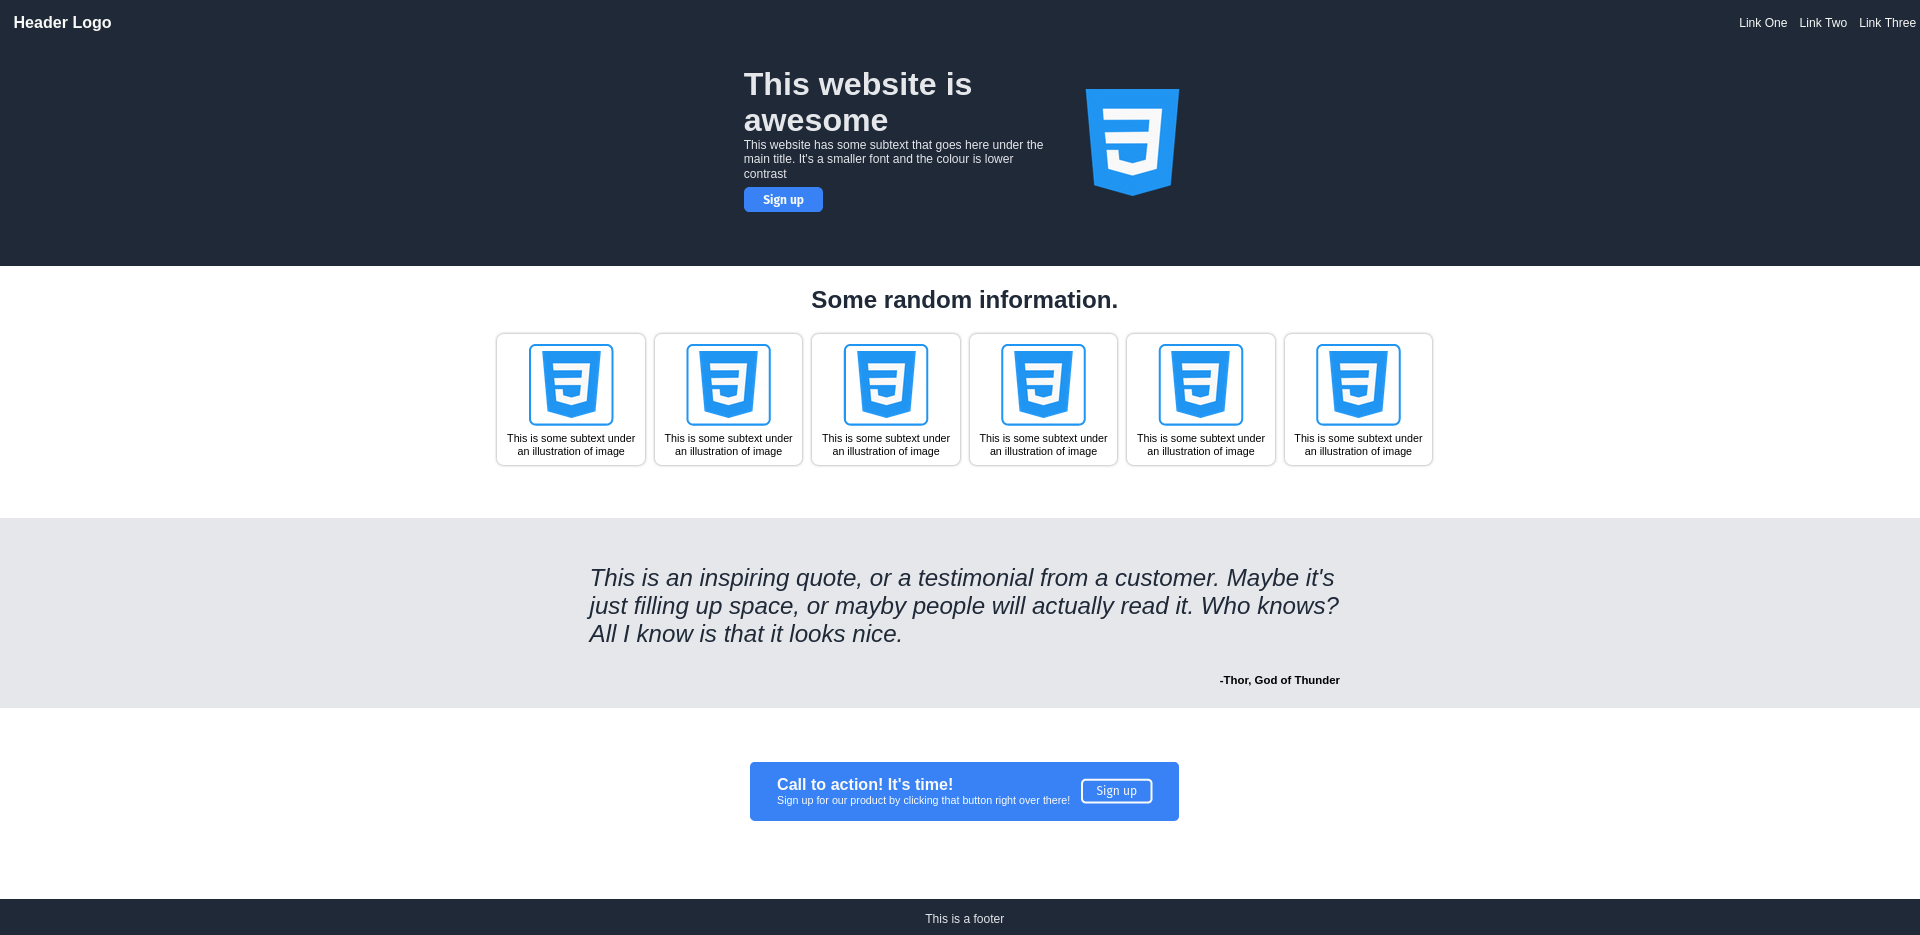 Header Logo
Link One Link Two Link Three
This website is
awesome
This website has some subtext that goes here under the
main title. It's a smaller font and the colour is lower
contrast
Sign up
Some random information.
This is some subtext under
an illustration of image
This is some subtext under
an illustration of image
This is some subtext under
an illustration of image
This is some subtext under
an illustration of image
This is some subtext under
an illustration of image
This is some subtext under
an illustration of image
This is an inspiring quote, or a testimonial from a customer. Maybe it's
just filling up space, or mayby people will actually read it. Who knows?
All I know is that it looks nice.
-Thor, God of Thunder
Call to action! It's time!
Sign up for our product by clicking that button right over there!
Sign up
This is a footer